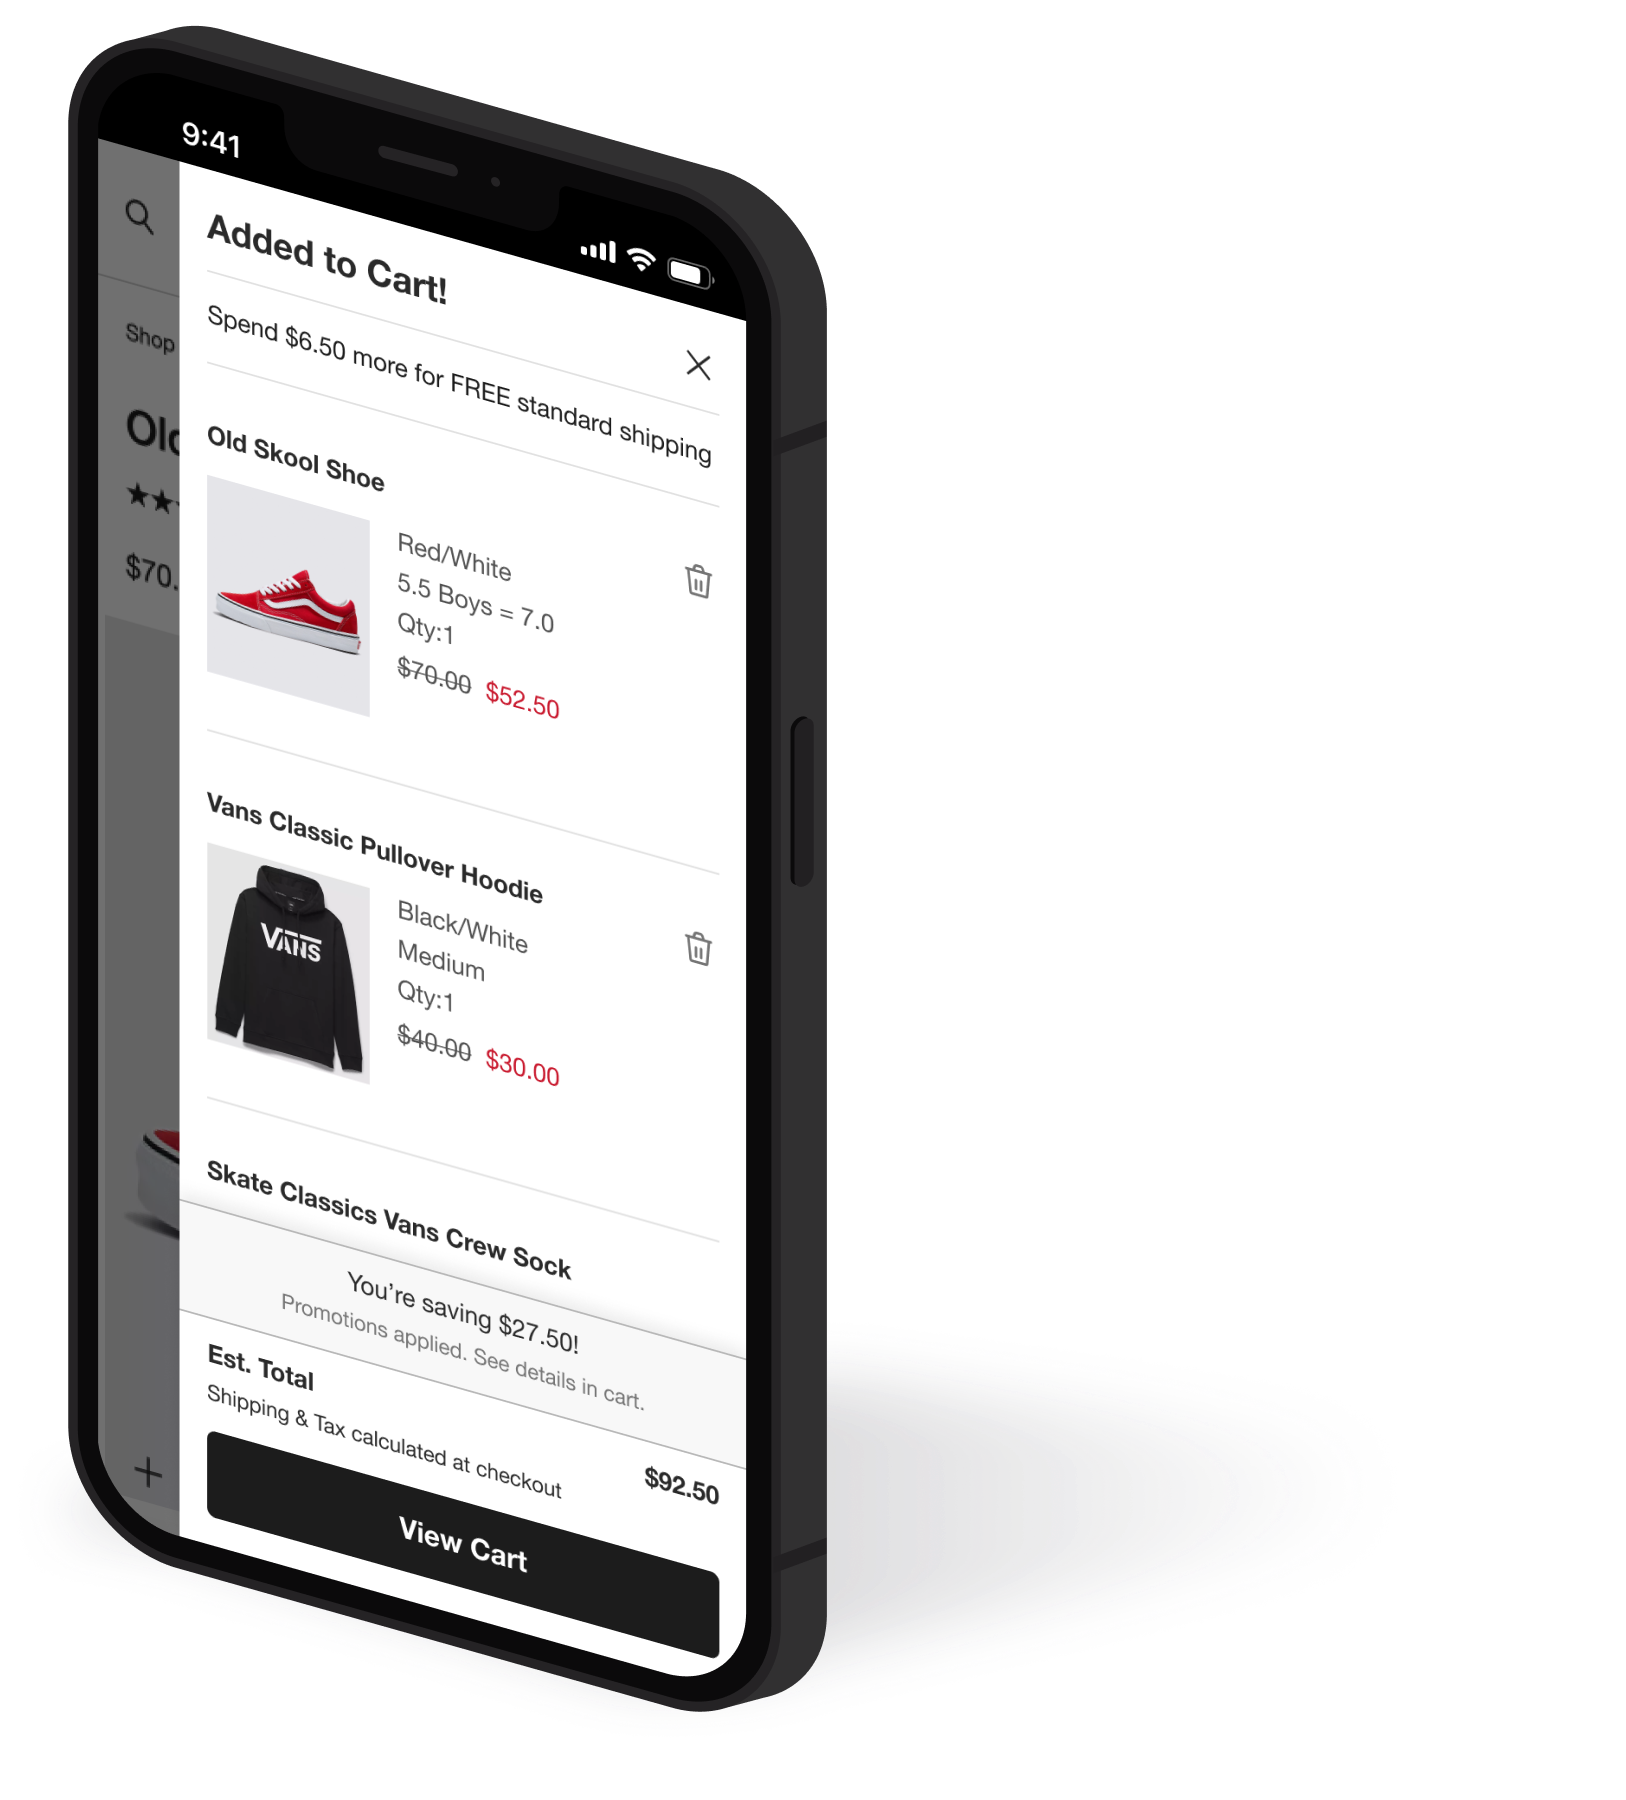 9:41
Added to Cart!
Spend $6.50 more for FREE standard shipping
Shop
$70.
Old Skool Shoe
Red/White
5.5 Boys = 7.0
Qty:1
$70.00 $52.50
Vans Classic Pullover Hoodie
VANS
Black/White
Medium
Qty:1
$40.00 $30.00
Skate Classics Vans Crew Sock
You’re saving $27.50!
Promotions applied. See details in cart.
Est. Total
Shipping & Tax calculated at checkout
$92.50
View Cart